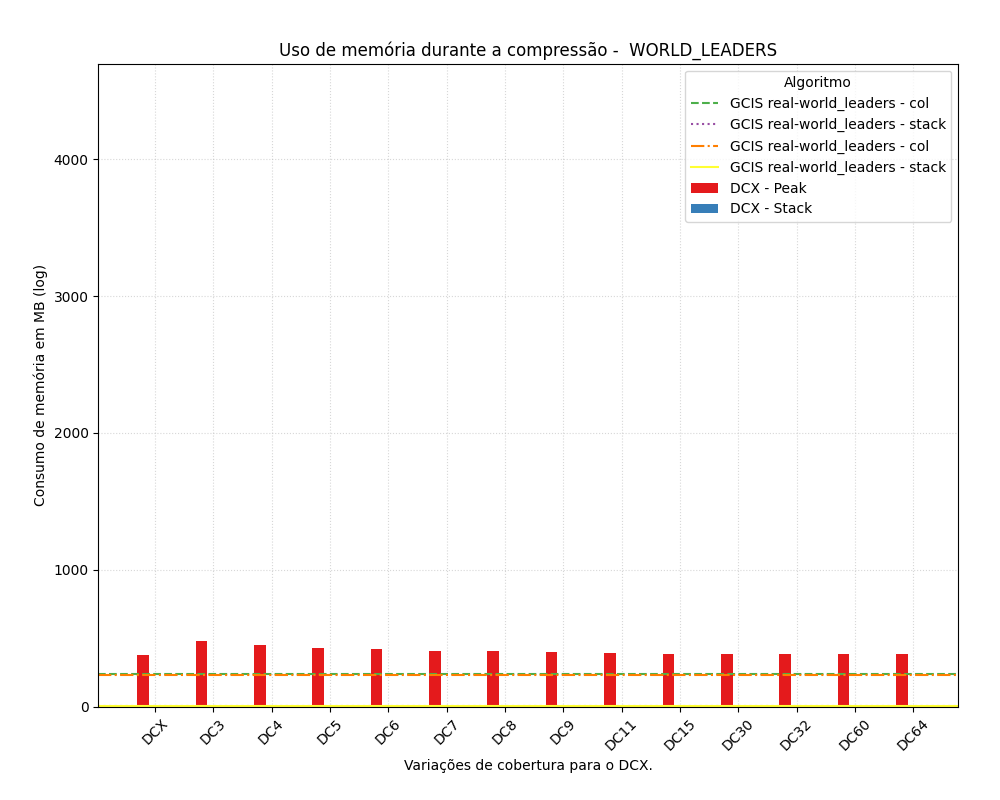 Uso de memória durante a compressão -  WORLD_LEADERS
Algoritmo
GCIS real-world_leaders - col
GCIS real-world_leaders - stack
GCIS real-world_leaders - col
GCIS real-world_leaders - stack
DCX - Peak
DCX - Stack
Consumo de memória em MB (log)
4000
3000
2000
1000
0
DCX
DC3
DC4
DC5
DC6
DC7
DC8
DC9
DC11
DC15
DC30
DC32
DC60
DC64
Variações de cobertura para o DCX.